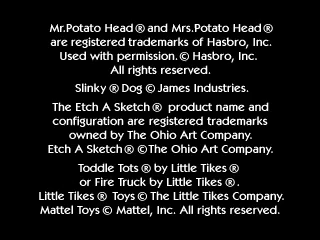 Mr.Potato Head® and Mrs.Potato Head®
are registered trademarks of Hasbro, Inc.
Used with permission.© Hasbro, Inc.
All rights reserved.
Slinky® Dog © James Industries.
The Etch A Sketch® product name and
configuration are registered trademarks
owned by The Ohio Art Company.
Etch A Sketch® ©The Ohio Art Company.
Toddle Tots® by Little Tikes®
or Fire Truck by Little Tikes®.
Little Tikes® Toys © The Little Tikes Company.
Mattel Toys © Mattel, Inc. All rights reserved.